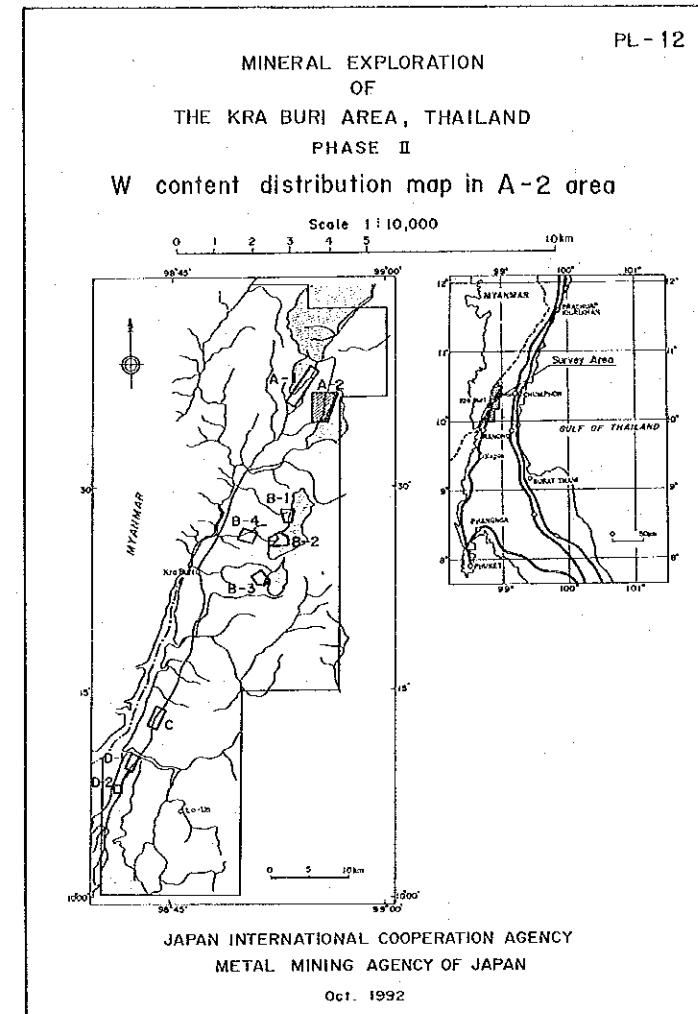 PL-12
MINERAL EXPLORATION
OF
THE KRA BURI AREA, THAILAND
PHASE II
W content distribution map in A-2 area
Scale 1:10,000
0 1 2 3 4 5 10km
98°45' 99°00'
A-1
A-2
30' 30'
MYANMAR
B-1
B-4
B-2
Kra Buri
B-3
15' 15'
C
D-1
D-2
La-Un
0 5 10km
10°00' 10°00'
98°45' 99°00'
99° 100° 101°
12° 12°
MYANMAR
PRACHUAP
11° 11°
Survey Area
CHUMPHON
10° 10°
RANONG
GULF OF THAILAND
SURAT THANI
9° 9°
PHANGNGA
0 50km
8° 8°
PHUKET
99° 100° 101°
JAPAN INTERNATIONAL COOPERATION AGENCY
METAL MINING AGENCY OF JAPAN
Oct. 1992